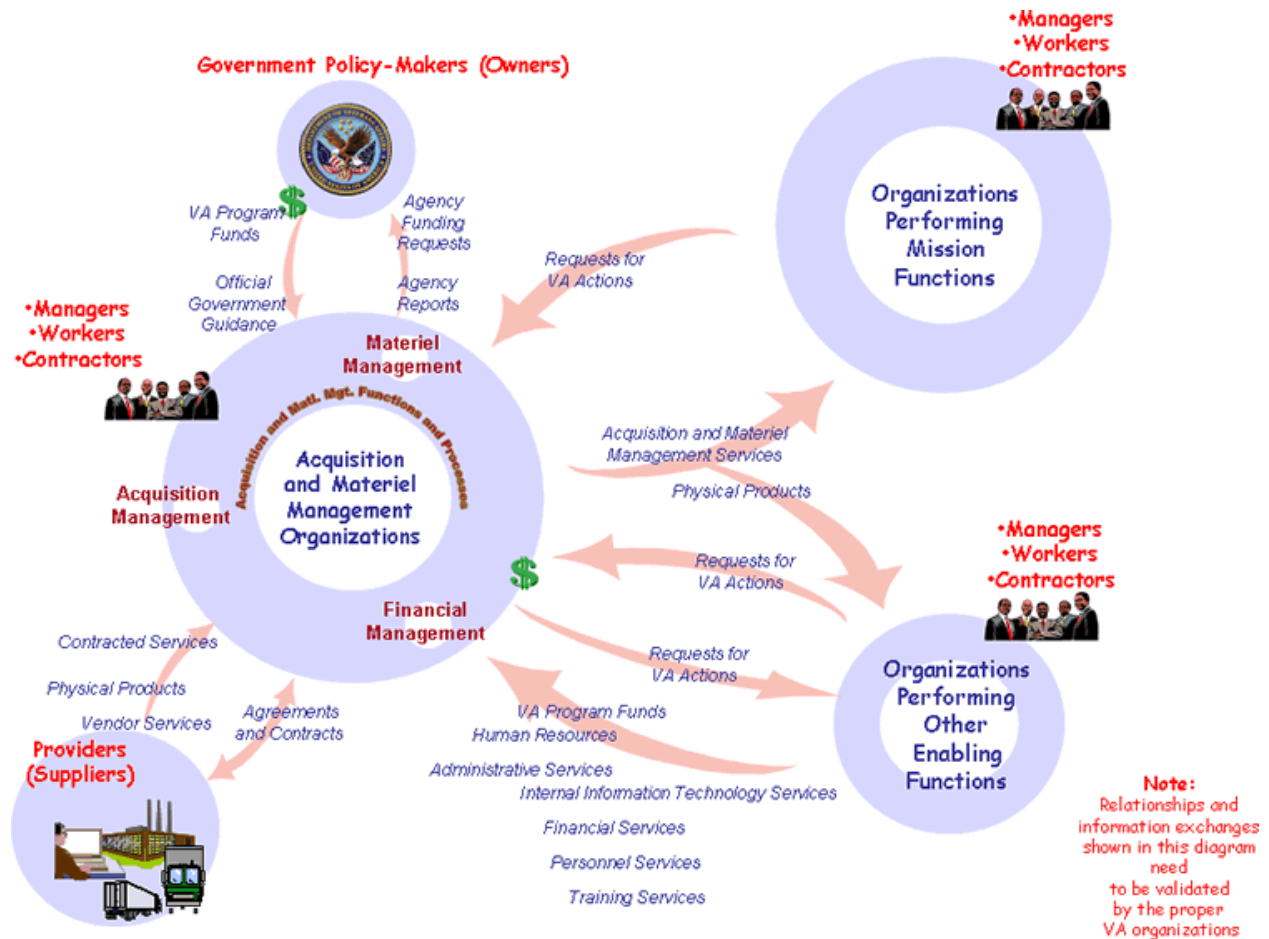 •Managers
•Workers
•Contractors
Government Policy-Makers (Owners)
Organizations
Performing
Mission
Functions
VA Program
Funds
Agency
Funding
Requests
Official
Government
Guidance
Agency
Reports
Requests for
VA Actions
•Managers
•Workers
•Contractors
Materiel
Management
Acquisition and Matl. Mgt. Functions and Processes
Acquisition
and Materiel
Management
Organizations
Acquisition
Management
Financial
Management
Acquisition and Materiel
Management Services
Physical Products
Requests for
VA Actions
•Managers
•Workers
•Contractors
Requests for
VA Actions
Organizations
Performing
Other
Enabling
Functions
Contracted Services
Physical Products
Vendor Services
Agreements
and Contracts
Providers
(Suppliers)
VA Program Funds
Human Resources
Administrative Services
Internal Information Technology Services
Financial Services
Personnel Services
Training Services
Note:
Relationships and
information exchanges
shown in this diagram
need
to be validated
by the proper
VA organizations